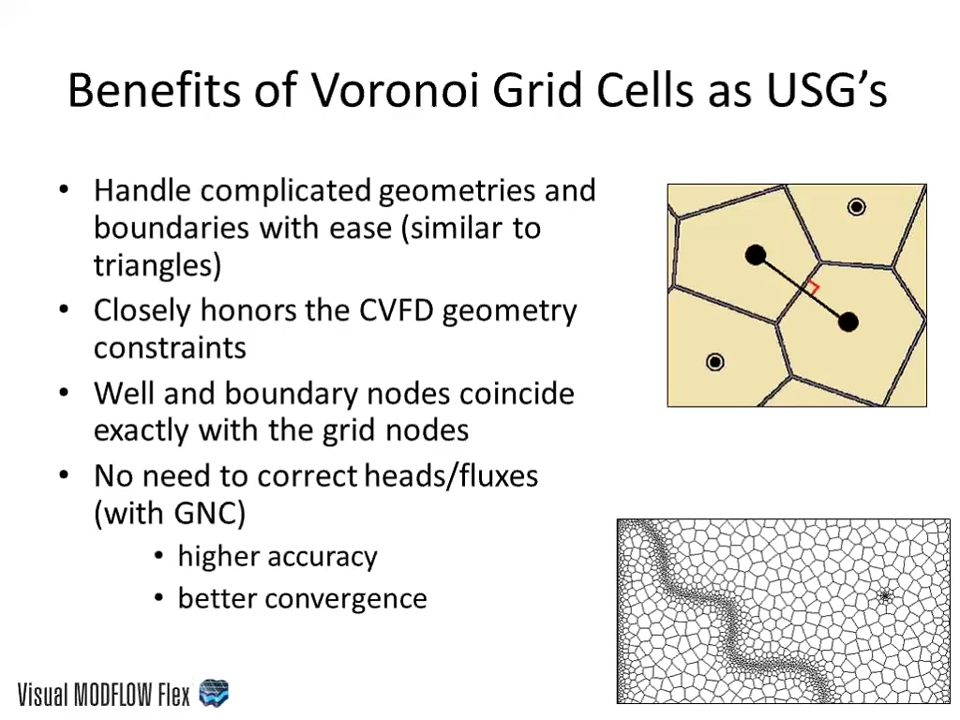 Benefits of Voronoi Grid Cells as USG’s
• Handle complicated geometries and
boundaries with ease (similar to
triangles)
• Closely honors the CVFD geometry
constraints
• Well and boundary nodes coincide
exactly with the grid nodes
• No need to correct heads/fluxes
(with GNC)
• higher accuracy
• better convergence
Visual MODFLOW Flex